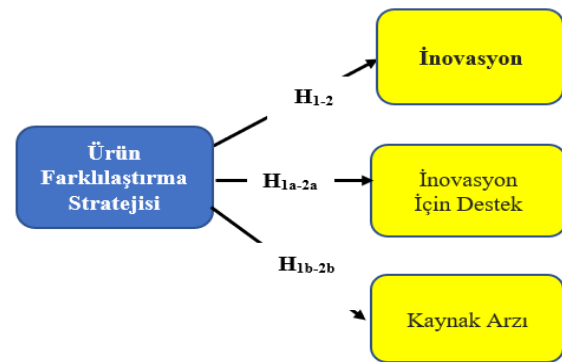 İnovasyon
H1-2
Ürün
Farklılaştırma
Stratejisi
H1a-2a
İnovasyon
İçin Destek
H1b-2b
Kaynak Arzı